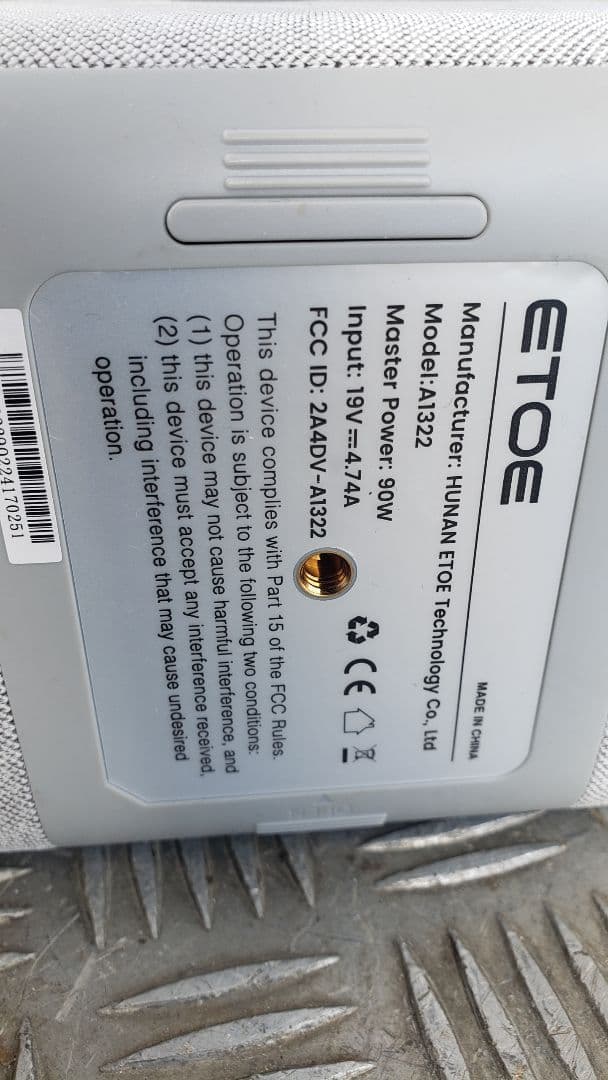 ETOE
MADE IN CHINA
Manufacturer: HUNAN ETOE Technology Co., Ltd
Model:A1322
Master Power: 90W
Input: 19V⎓4.74A
FCC ID: 2A4DV-A1322
CE
This device complies with Part 15 of the FCC Rules.
Operation is subject to the following two conditions:
(1) this device may not cause harmful interference, and
(2) this device must accept any interference received,
including interference that may cause undesired
operation.